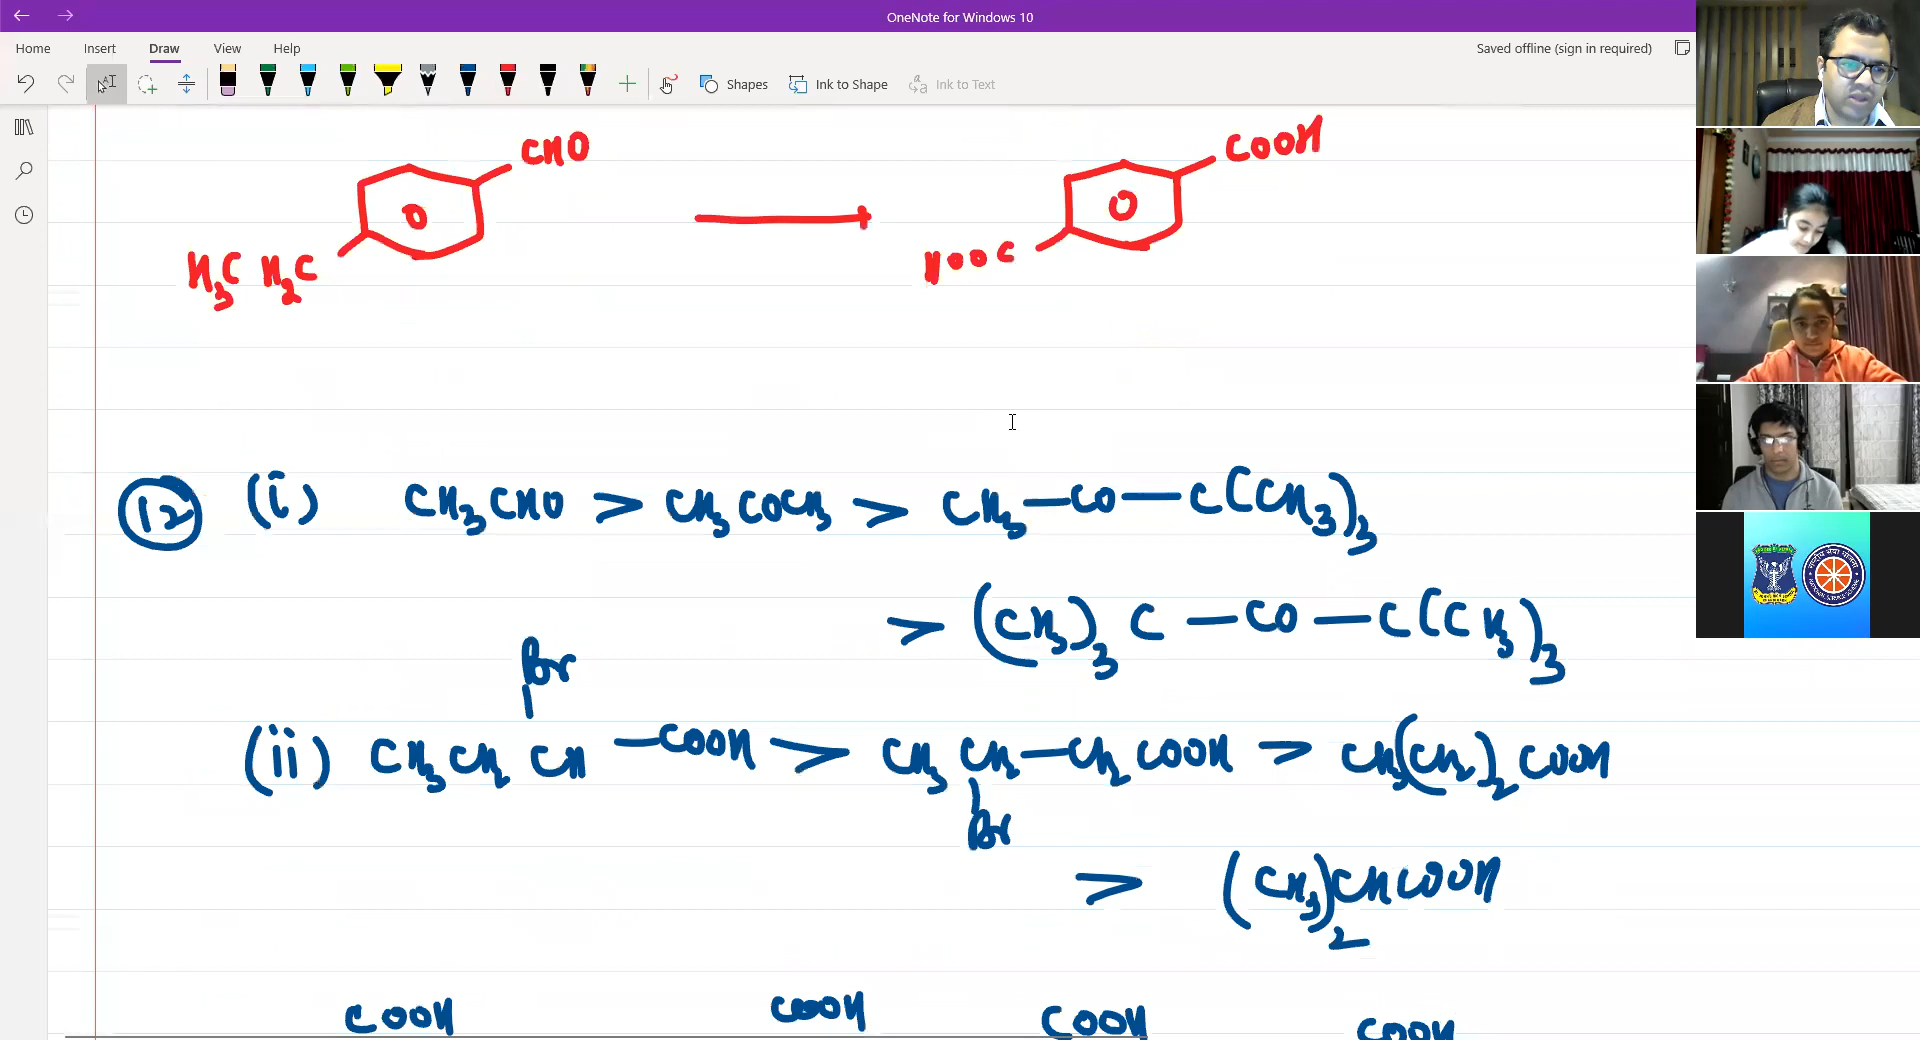 OneNote for Windows 10
Home Insert Draw View Help Saved offline (sign in required)
Shapes Ink to Shape Ink to Text
CHO COOH
H₃C H₂C HOOC
12 (i) CH₃CHO > CH₃COCH₃ > CH₃—CO—C(CH₃)₃
> (CH₃)₃C—CO—C(CH₃)₃
Br
(ii) CH₃CH₂CH—COOH > CH₃CH—CH₂COOH > CH₃(CH₂)₂COOH
Br
> (CH₃)₂CHCOOH
COOH COOH COOH COOH